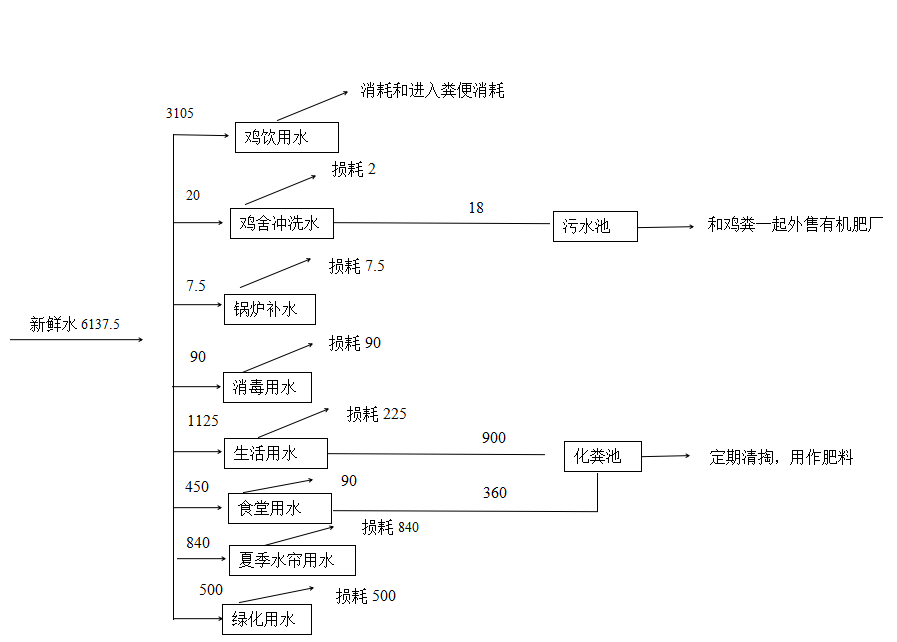 消耗和进入粪便消耗
3105
鸡饮用水
损耗 2
20
鸡舍冲洗水
18
污水池
和鸡粪一起外售有机肥厂
损耗 7.5
7.5
锅炉补水
新鲜水 6137.5
损耗 90
90
消毒用水
损耗 225
1125
生活用水
900
化粪池
定期清掏，用作肥料
90
450
食堂用水
360
损耗 840
840
夏季水帘用水
500
损耗 500
绿化用水